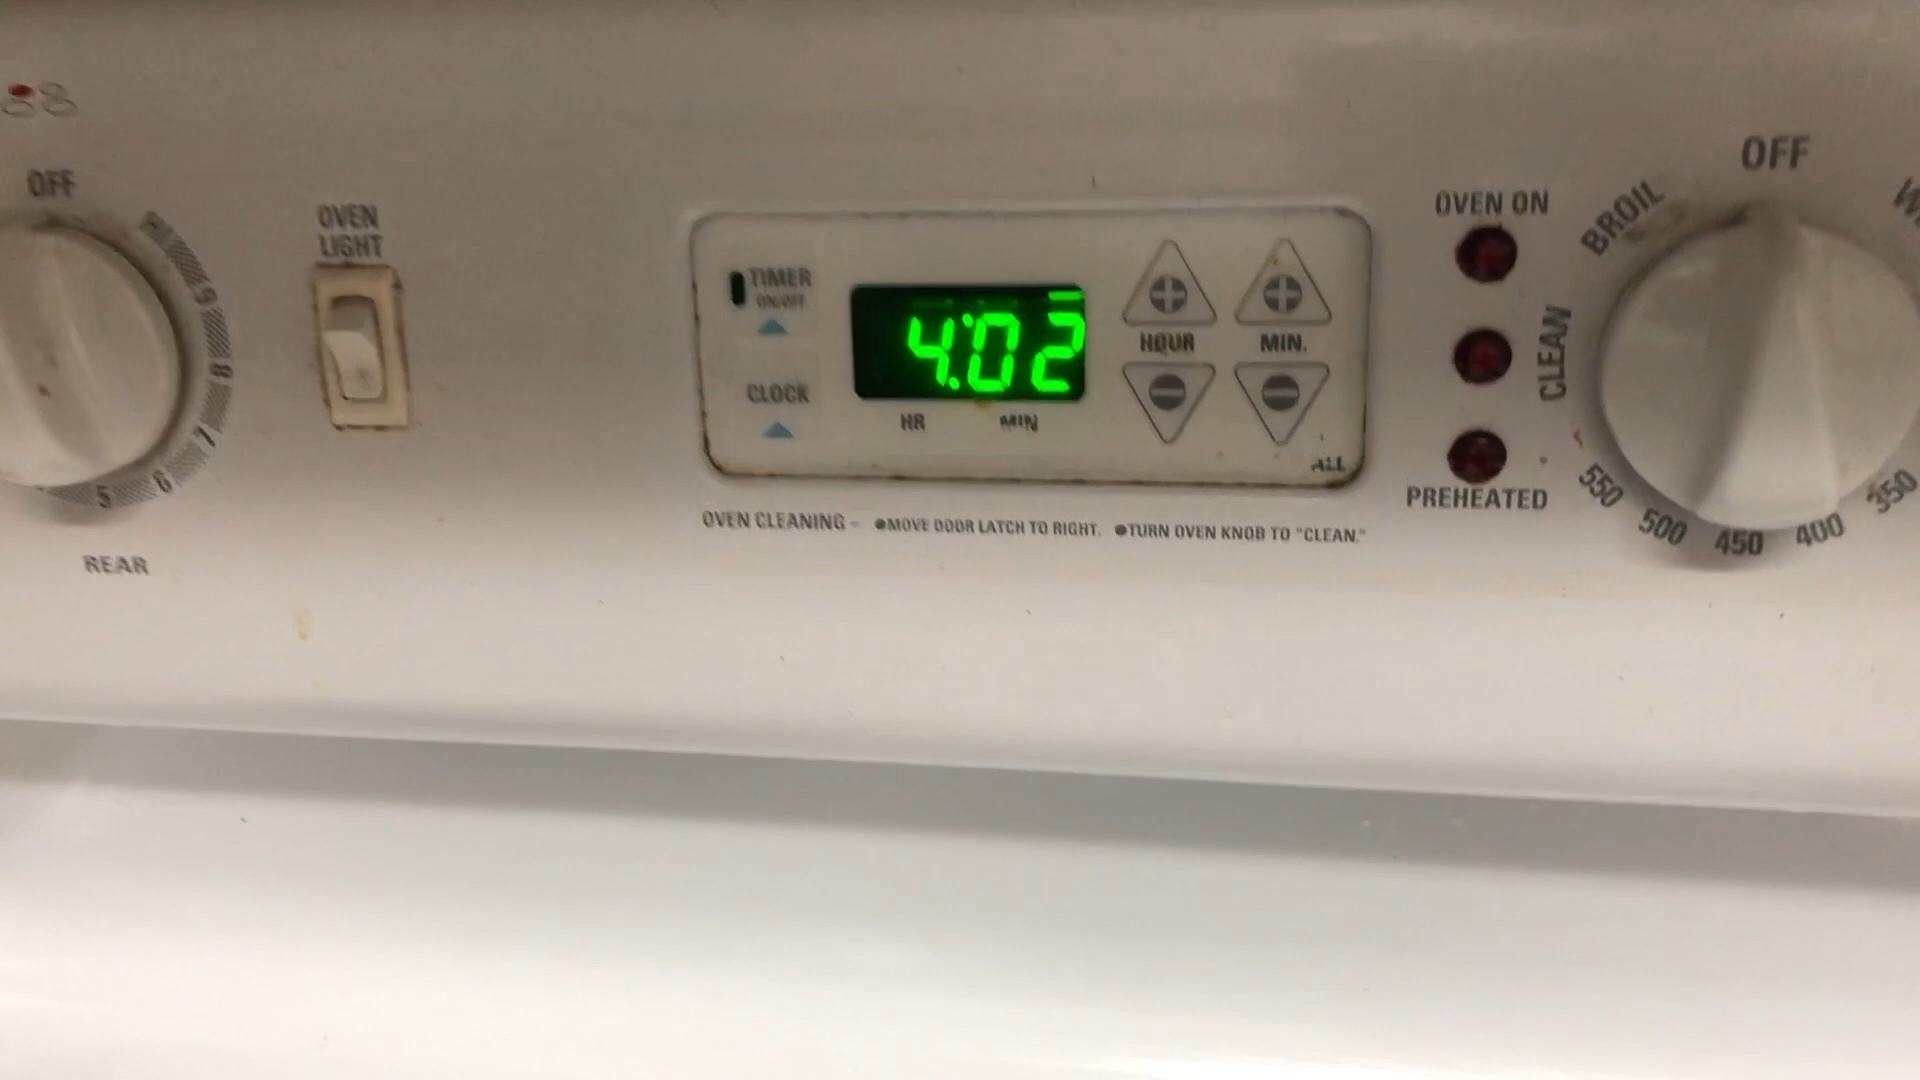 OFF
9
8
7
6
5
REAR
OVEN
LIGHT
TIMER
ON/OFF
CLOCK
4:02
HR MIN
HOUR MIN.
OVEN CLEANING – ●MOVE DOOR LATCH TO RIGHT. ●TURN OVEN KNOB TO "CLEAN."
OVEN ON
PREHEATED
OFF
BROIL
CLEAN
550
500
450
400
350